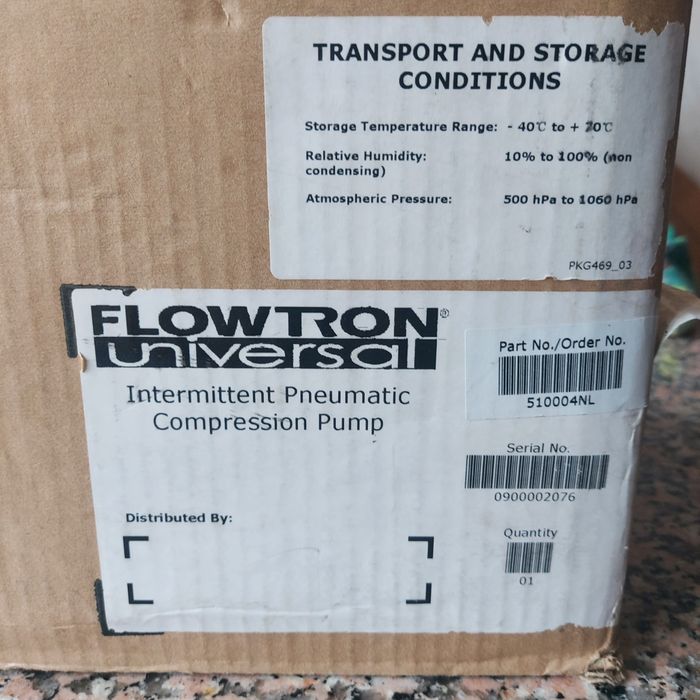 TRANSPORT AND STORAGE
CONDITIONS
Storage Temperature Range: - 40℃ to + 70℃
Relative Humidity: 10% to 100% (non
condensing)
Atmospheric Pressure: 500 hPa to 1060 hPa
PKG469_03
FLOWTRON®
universal
Intermittent Pneumatic
Compression Pump
Part No./Order No.
510004NL
Serial No.
0900002076
Distributed By:
Quantity
01